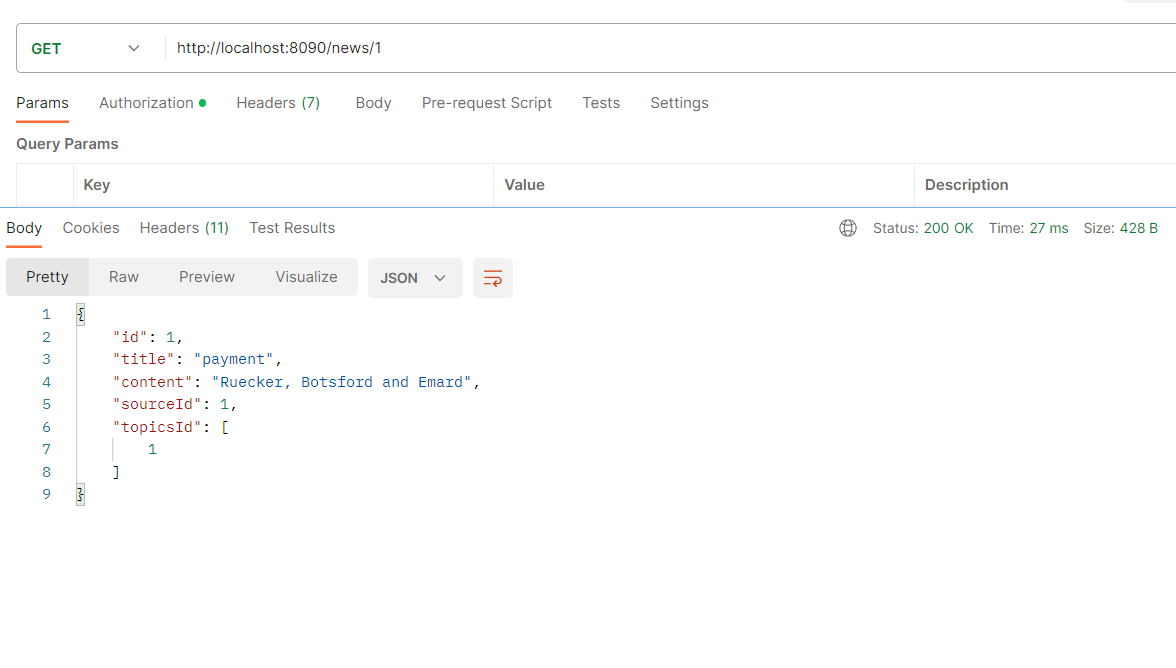 GET http://localhost:8090/news/1
Params Authorization Headers (7) Body Pre-request Script Tests Settings
Query Params
Key Value Description
Body Cookies Headers (11) Test Results Status: 200 OK Time: 27 ms Size: 428 B
Pretty Raw Preview Visualize JSON
1 {
2 "id": 1,
3 "title": "payment",
4 "content": "Ruecker, Botsford and Emard",
5 "sourceId": 1,
6 "topicsId": [
7 1
8 ]
9 }